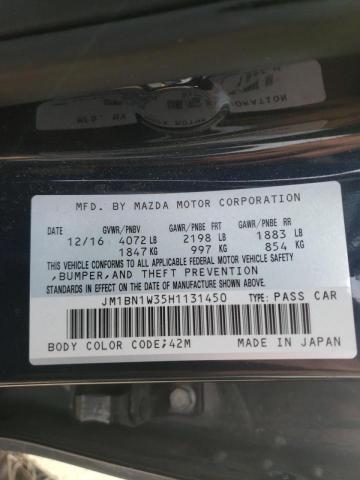 MFD. BY MAZDA MOTOR CORPORATION
DATE GVWR/PNBV GAWR/PNBE FR GAWR/PNBE RR
12/16 4072 LB 2198 LB 1883 LB
1847 KG 997 KG 854 KG
THIS VEHICLE CONFORMS TO ALL APPLICABLE FEDERAL MOTOR VEHICLE SAFETY
, BUMPER, AND THEFT PREVENTION
STANDARDS IN EFFECT ON THE DATE OF MANUFACTURE SHOWN ABOVE.
JM1BN1W35H1131450 TYPE: PASS CAR
BODY COLOR CODE;42M MADE IN JAPAN